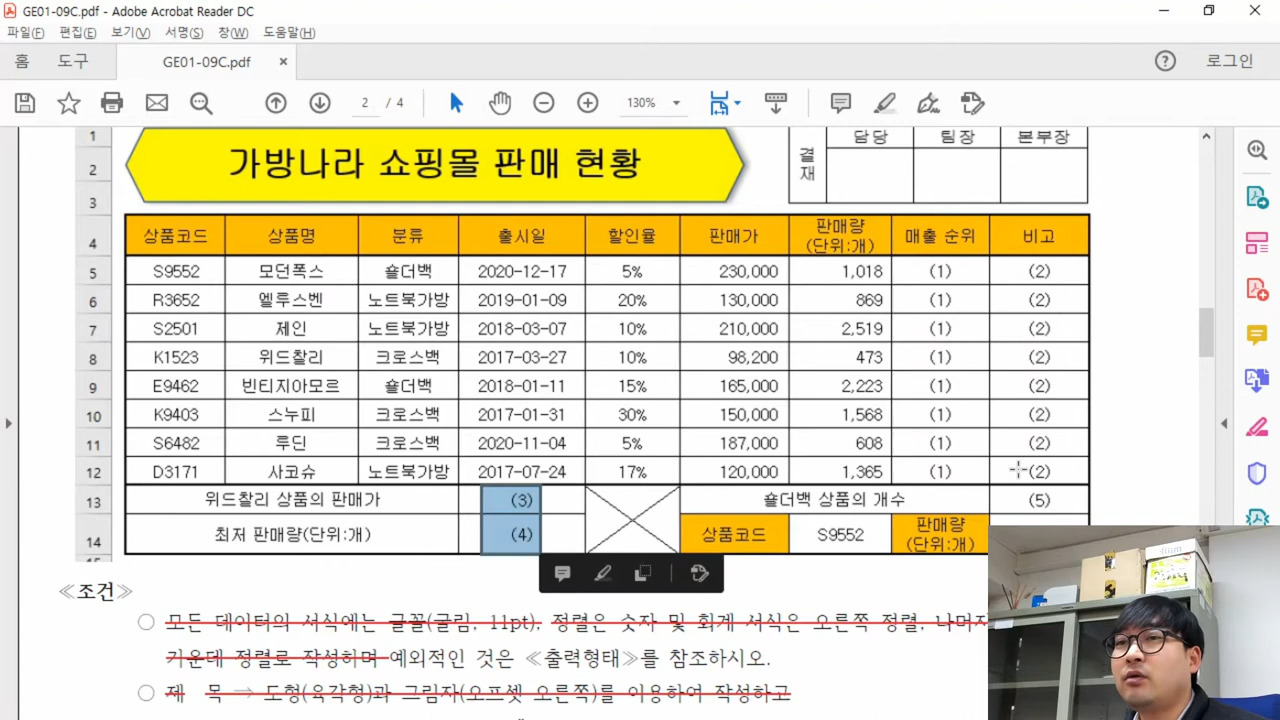 GE01-09C.pdf - Adobe Acrobat Reader DC
파일(F) 편집(E) 보기(V) 서명(S) 창(W) 도움말(H)
홈 도구 GE01-09C.pdf × 로그인
2 / 4 130%
1 담당 팀장 본부장
2 가방나라 쇼핑몰 판매 현황 결재
3
4 상품코드 상품명 분류 출시일 할인율 판매가 판매량 (단위:개) 매출 순위 비고
5 S9552 모던폭스 숄더백 2020-12-17 5% 230,000 1,018 (1) (2)
6 R3652 엘루스벤 노트북가방 2019-01-09 20% 130,000 869 (1) (2)
7 S2501 제인 노트북가방 2018-03-07 10% 210,000 2,519 (1) (2)
8 K1523 위드찰리 크로스백 2017-03-27 10% 98,200 473 (1) (2)
9 E9462 빈티지아모르 숄더백 2018-01-11 15% 165,000 2,223 (1) (2)
10 K9403 스누피 크로스백 2017-01-31 30% 150,000 1,568 (1) (2)
11 S6482 루딘 크로스백 2020-11-04 5% 187,000 608 (1) (2)
12 D3171 사코슈 노트북가방 2017-07-24 17% 120,000 1,365 (1) (2)
13 위드찰리 상품의 판매가 (3) 숄더백 상품의 개수 (5)
14 최저 판매량(단위:개) (4) 상품코드 S9552 판매량 (단위:개)
≪조건≫
○ 모든 데이터의 서식에는 글꼴(굴림, 11pt), 정렬은 숫자 및 회계 서식은 오른쪽 정렬, 나머지
가운데 정렬로 작성하며 예외적인 것은 ≪출력형태≫를 참조하시오.
○ 제 목 → 도형(육각형)과 그림자(오프셋 오른쪽)를 이용하여 작성하고